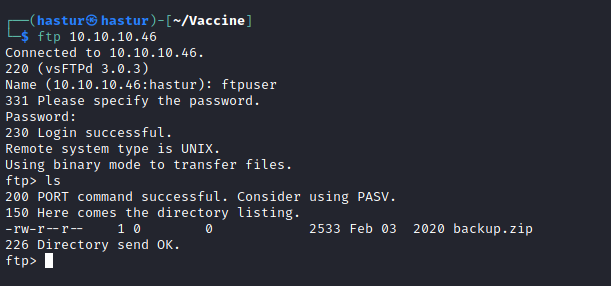 ┌──(hastur㉿hastur)-[~/Vaccine]
└─$ ftp 10.10.10.46
Connected to 10.10.10.46.
220 (vsFTPd 3.0.3)
Name (10.10.10.46:hastur): ftpuser
331 Please specify the password.
Password:
230 Login successful.
Remote system type is UNIX.
Using binary mode to transfer files.
ftp> ls
200 PORT command successful. Consider using PASV.
150 Here comes the directory listing.
-rw-r--r--    1 0        0            2533 Feb 03  2020 backup.zip
226 Directory send OK.
ftp>